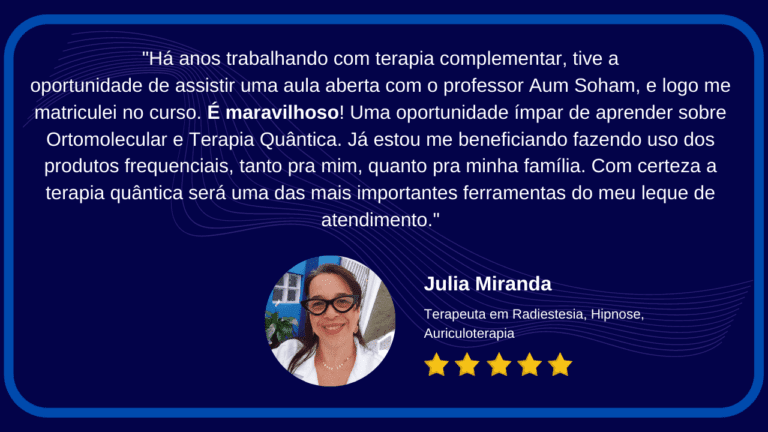 "Há anos trabalhando com terapia complementar, tive a
oportunidade de assistir uma aula aberta com o professor Aum Soham, e logo me
matriculei no curso. É maravilhoso! Uma oportunidade ímpar de aprender sobre
Ortomolecular e Terapia Quântica. Já estou me beneficiando fazendo uso dos
produtos frequenciais, tanto pra mim, quanto pra minha família. Com certeza a
terapia quântica será uma das mais importantes ferramentas do meu leque de
atendimento."
Julia Miranda
Terapeuta em Radiestesia, Hipnose,
Auriculoterapia